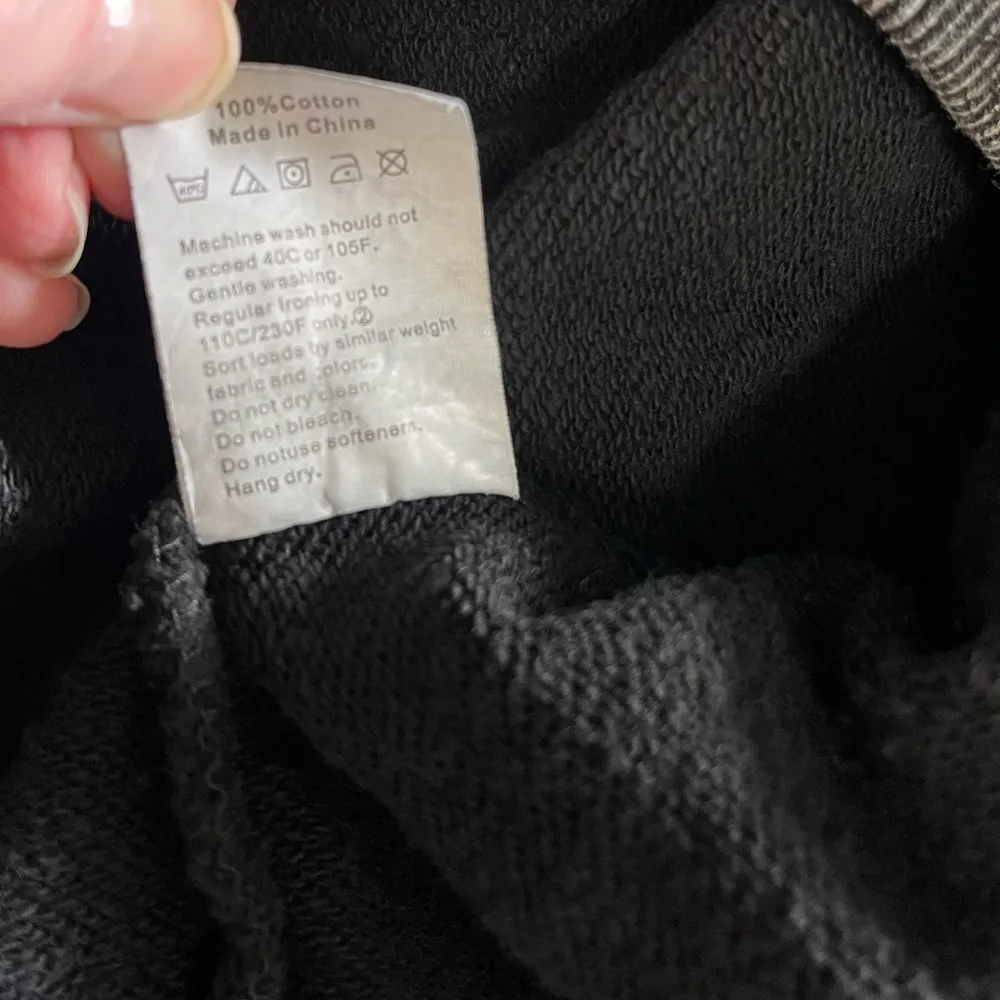 100%Cotton
Made in China
Machine wash should not
exceed 40C or 105F.
Gentle washing.
Regular Ironing up to
110C/230F only.②
Sort loads by similar weight
fabric and colors.
Do not dry clean.
Do not bleach.
Do notuse softeners.
Hang dry.